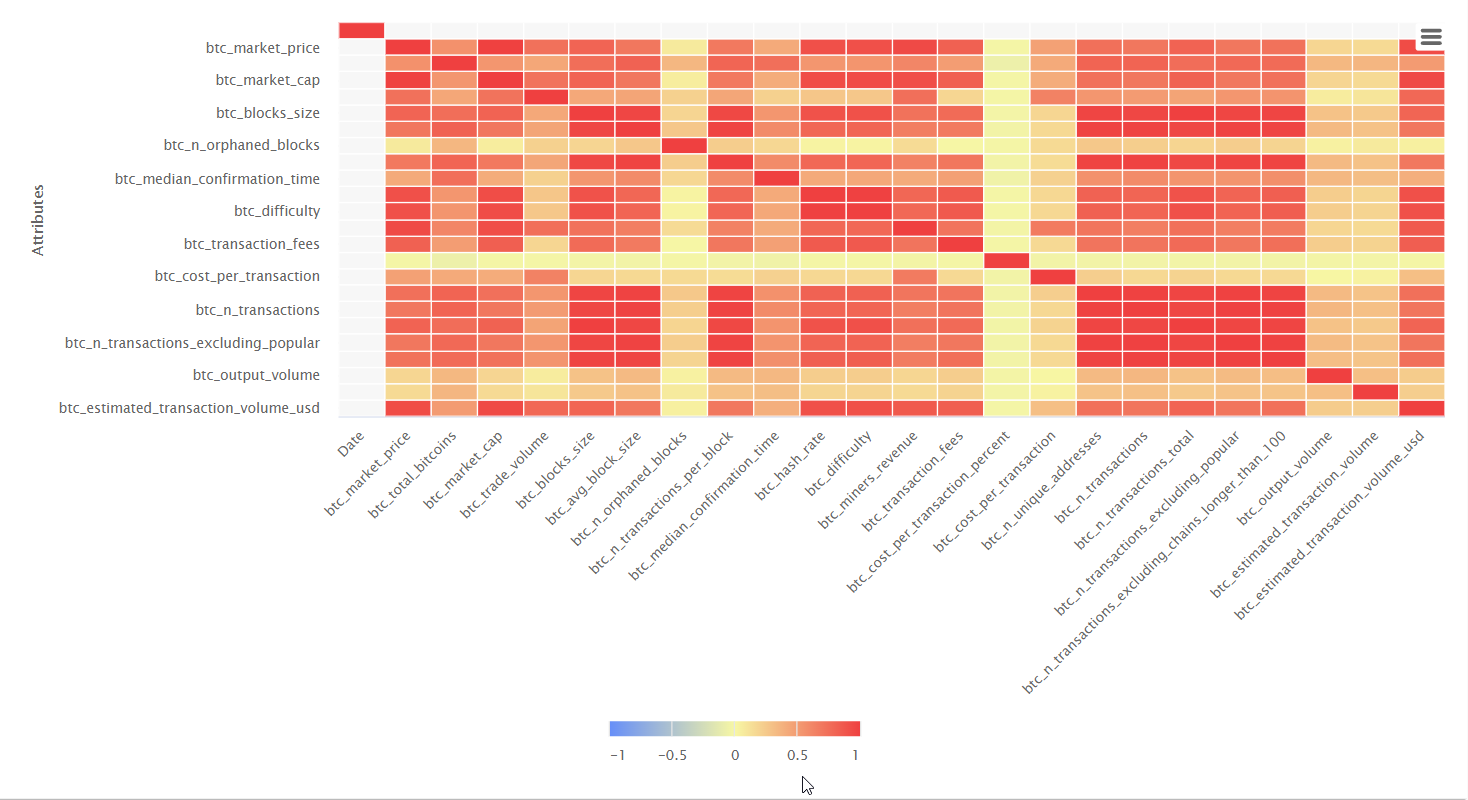 btc_market_price
btc_market_cap
btc_blocks_size
btc_n_orphaned_blocks
btc_median_confirmation_time
btc_difficulty
btc_transaction_fees
btc_cost_per_transaction
btc_n_transactions
btc_n_transactions_excluding_popular
btc_output_volume
btc_estimated_transaction_volume_usd
Attributes
Date
btc_market_price
btc_total_bitcoins
btc_market_cap
btc_trade_volume
btc_blocks_size
btc_avg_block_size
btc_n_orphaned_blocks
btc_n_transactions_per_block
btc_median_confirmation_time
btc_hash_rate
btc_difficulty
btc_miners_revenue
btc_transaction_fees
btc_cost_per_transaction_percent
btc_cost_per_transaction
btc_n_unique_addresses
btc_n_transactions
btc_n_transactions_total
btc_n_transactions_excluding_popular
btc_n_transactions_excluding_chains_longer_than_100
btc_output_volume
btc_estimated_transaction_volume
btc_estimated_transaction_volume_usd
−1 −0.5 0 0.5 1